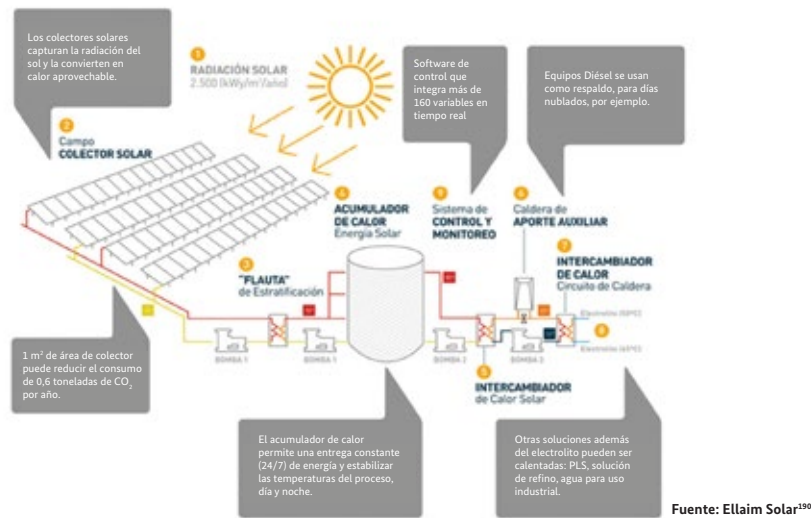 Los colectores solares
capturan la radiación del
sol y la convierten en
calor aprovechable.
1
RADIACIÓN SOLAR
2.500 (kWy/m²/año)
Software de
control que
integra más de
160 variables en
tiempo real
Equipos Diésel se usan
como respaldo, para días
nublados, por ejemplo.
2
Campo
COLECTOR SOLAR
ACUMULADOR
DE CALOR
Energía Solar
9
Sistema de
CONTROL Y
MONITOREO
Caldera de
APORTE AUXILIAR
7
INTERCAMBIADOR
DE CALOR
Circuito de Caldera
3
"FLAUTA"
de Estratificación
8
1 m² de área de colector
puede reducir el consumo
de 0,6 toneladas de CO₂
por año.
BOMBA 1
BOMBA 1
BOMBA 2
BOMBA 3
5
INTERCAMBIADOR
de Calor Solar
El acumulador de calor
permite una entrega constante
(24/7) de energía y estabilizar
las temperaturas del proceso,
día y noche.
Otras soluciones además
del electrolito pueden ser
calentadas: PLS, solución
de refino, agua para uso
industrial.
Fuente: Ellaim Solar¹⁹⁰